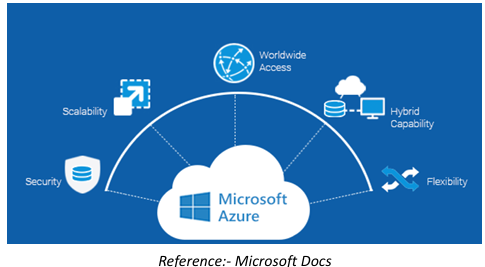 Worldwide
Access
Scalability
Hybrid
Capability
Security
Flexibility
Microsoft
Azure
Reference:- Microsoft Docs